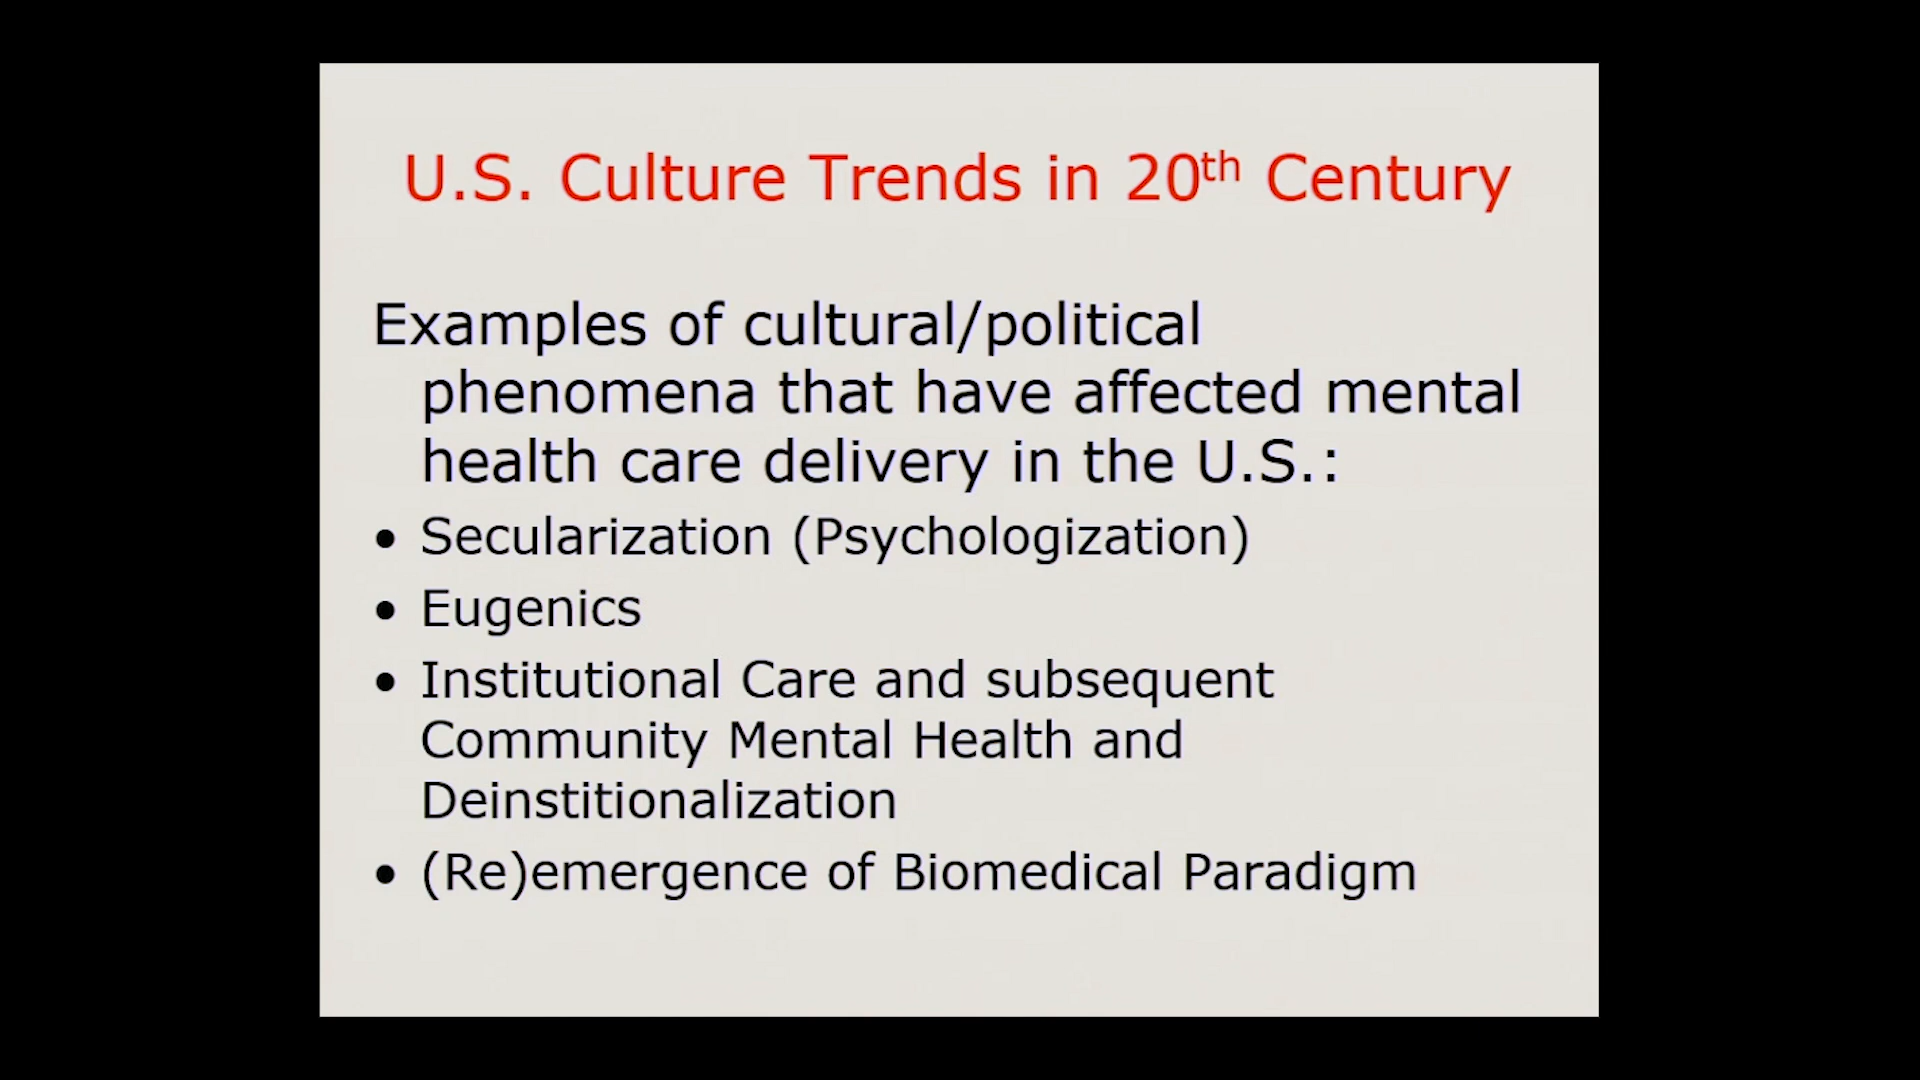 U.S. Culture Trends in 20th Century
Examples of cultural/political
phenomena that have affected mental
health care delivery in the U.S.:
• Secularization (Psychologization)
• Eugenics
• Institutional Care and subsequent
Community Mental Health and
Deinstitionalization
• (Re)emergence of Biomedical Paradigm